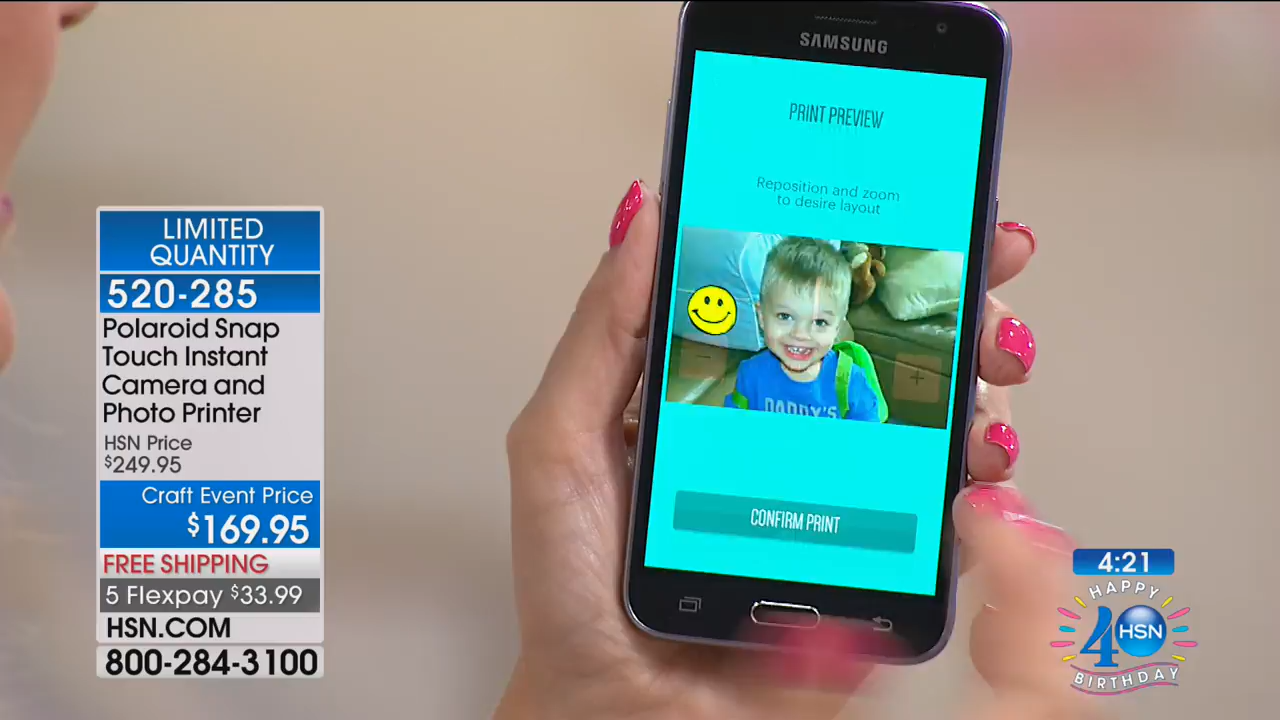 LIMITED
QUANTITY
520-285
Polaroid Snap
Touch Instant
Camera and
Photo Printer
HSN Price
$249.95
Craft Event Price
$169.95
FREE SHIPPING
5 Flexpay $33.99
HSN.COM
800-284-3100
SAMSUNG
PRINT PREVIEW
Reposition and zoom
to desire layout
DADDY'S
CONFIRM PRINT
4:21
HAPPY
40
HSN
BIRTHDAY